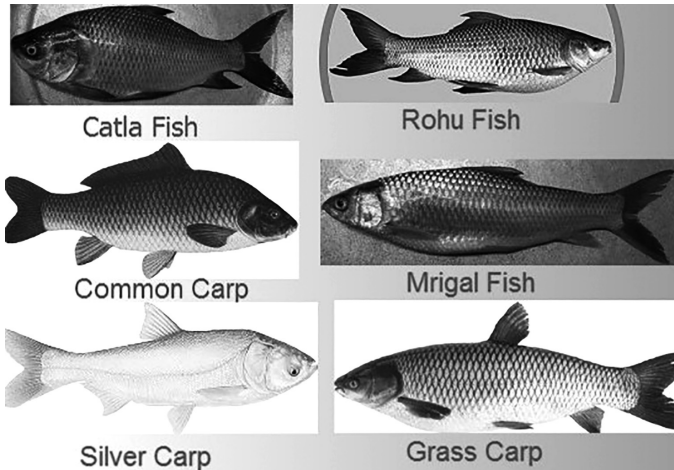 Catla Fish
Rohu Fish
Common Carp
Mrigal Fish
Silver Carp
Grass Carp